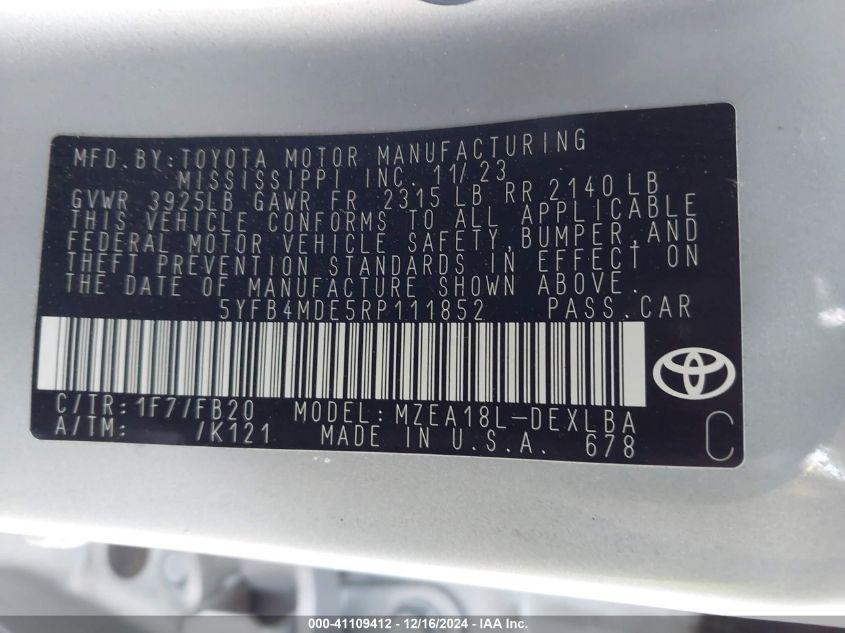 MFD. BY: TOYOTA MOTOR MANUFACTURING
MISSISSIPPI INC. 11/23
GVWR 3925LB GAWR FR 2315 LB RR 2140 LB
THIS VEHICLE CONFORMS TO ALL APPLICABLE
FEDERAL MOTOR VEHICLE SAFETY, BUMPER, AND
THEFT PREVENTION STANDARDS IN EFFECT ON
THE DATE OF MANUFACTURE SHOWN ABOVE.
5YFB4MDE5RP111852 PASS. CAR
C/TR: 1F7/FB20 MODEL: MZEA18L-DEXLBA
A/TM: /K121 MADE IN U.S.A. 678 C
000-41109412 - 12/16/2024 - IAA Inc.